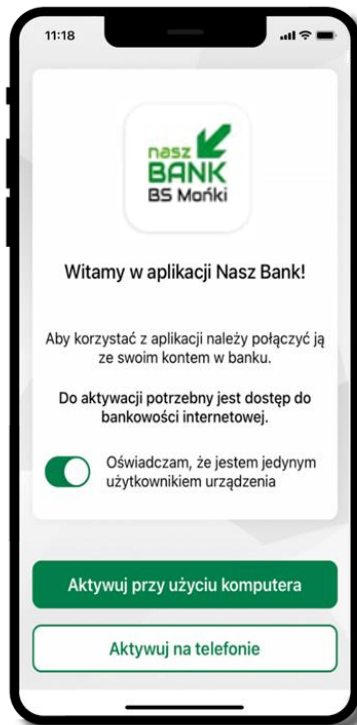 11:18
nasz
BANK
BS Mońki
Witamy w aplikacji Nasz Bank!
Aby korzystać z aplikacji należy połączyć ją
ze swoim kontem w banku.
Do aktywacji potrzebny jest dostęp do
bankowości internetowej.
Oświadczam, że jestem jedynym
użytkownikiem urządzenia
Aktywuj przy użyciu komputera
Aktywuj na telefonie